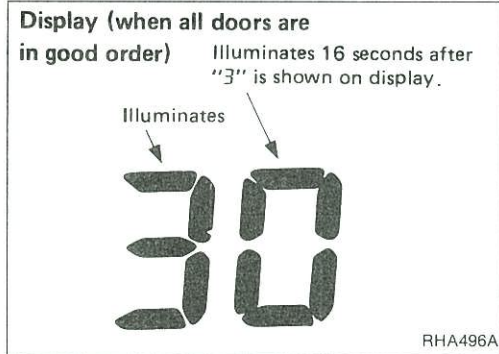 Display (when all doors are
in good order)
Illuminates 16 seconds after
"3" is shown on display.
Illuminates
30
RHA496A